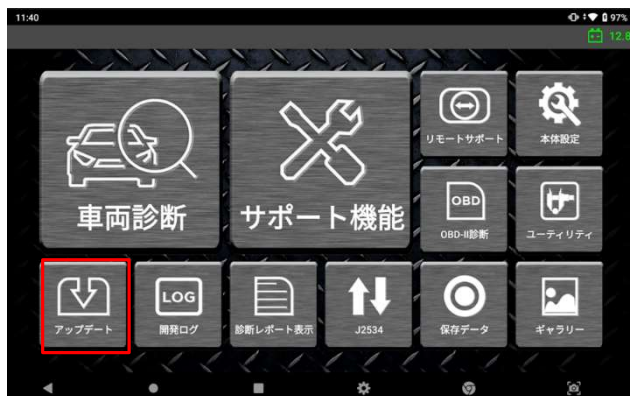 11:40
97%
12.8
車両診断
サポート機能
リモートサポート
本体設定
OBD
OBD-II診断
ユーティリティ
アップデート
LOG
開発ログ
診断レポート表示
J2534
保存データ
ギャラリー